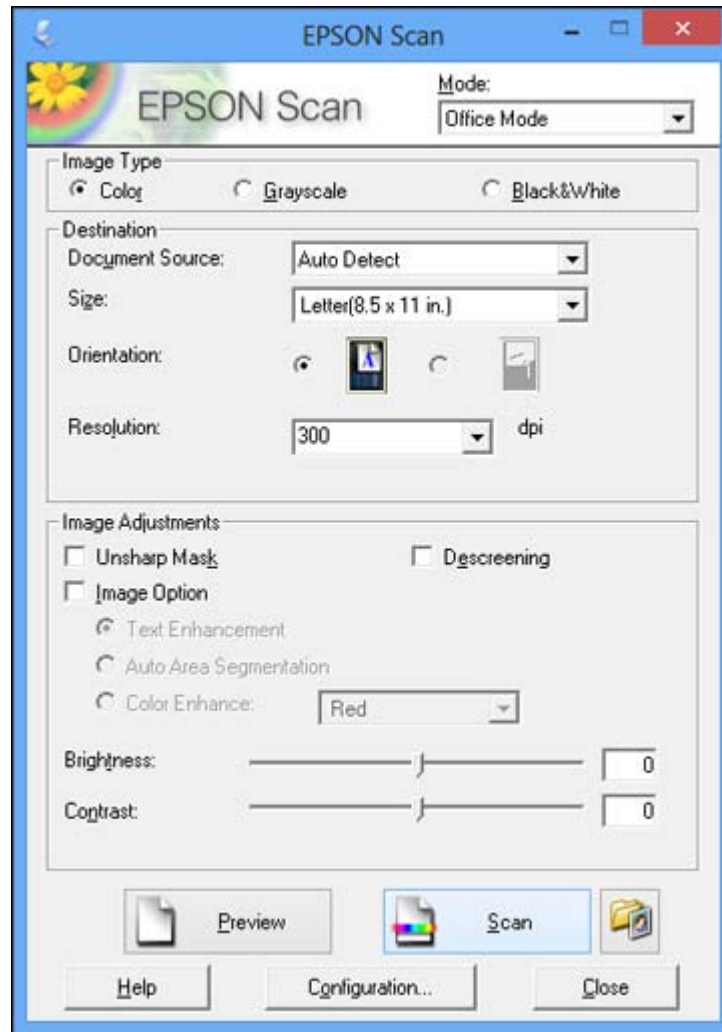 EPSON Scan
EPSON Scan
Mode:
Office Mode
Image Type
Color Grayscale Black&White
Destination
Document Source: Auto Detect
Size: Letter(8.5 x 11 in.)
Orientation: A
Resolution: 300 dpi
Image Adjustments
Unsharp Mask Descreening
Image Option
Text Enhancement
Auto Area Segmentation
Color Enhance: Red
Brightness: 0
Contrast: 0
Preview Scan
Help Configuration... Close